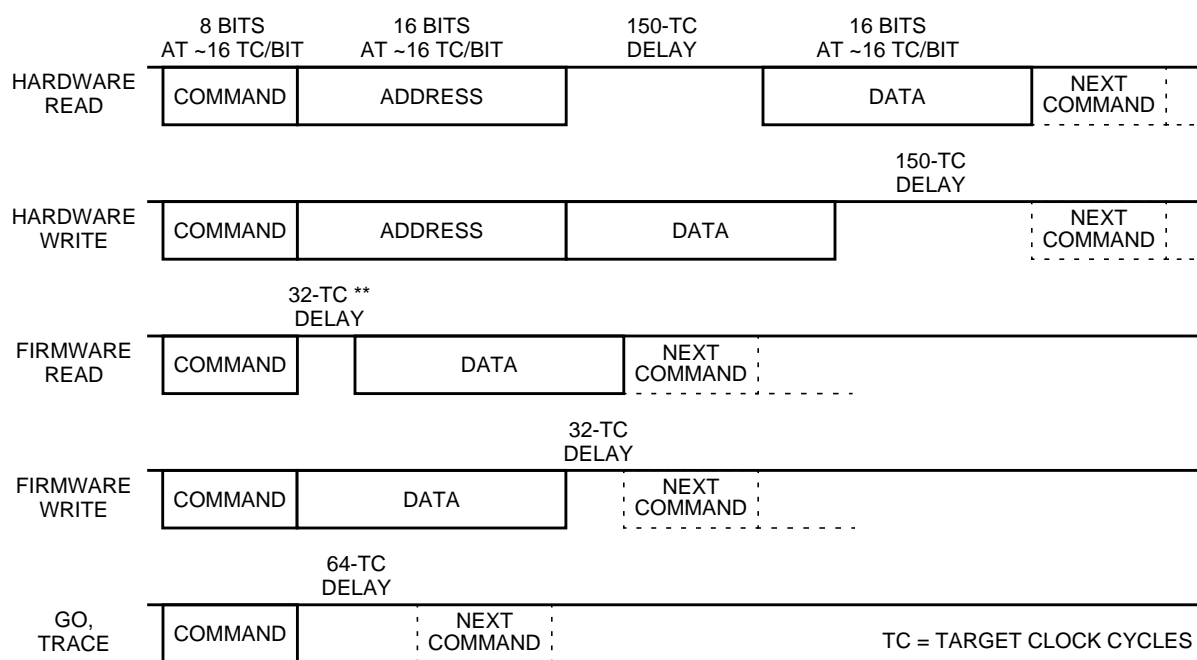 8 BITS
AT ~16 TC/BIT
16 BITS
AT ~16 TC/BIT
150-TC
DELAY
16 BITS
AT ~16 TC/BIT
HARDWARE
READ
COMMAND
ADDRESS
DATA
NEXT
COMMAND
150-TC
DELAY
HARDWARE
WRITE
COMMAND
ADDRESS
DATA
NEXT
COMMAND
32-TC **
DELAY
FIRMWARE
READ
COMMAND
DATA
NEXT
COMMAND
32-TC
DELAY
FIRMWARE
WRITE
COMMAND
DATA
NEXT
COMMAND
64-TC
DELAY
GO,
TRACE
COMMAND
NEXT
COMMAND
TC = TARGET CLOCK CYCLES